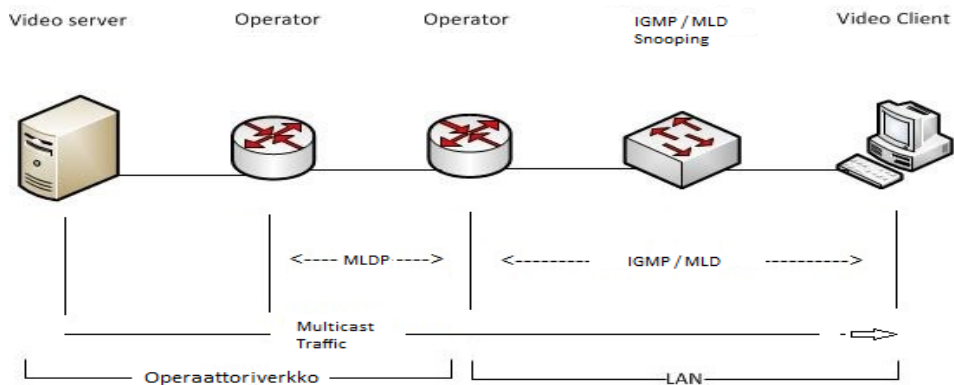 Video server
Operator
Operator
IGMP / MLD
Snooping
Video Client
<---- MLDP ---->
<--------- IGMP / MLD --------->
Multicast
Traffic
Operaattoriverkko
LAN